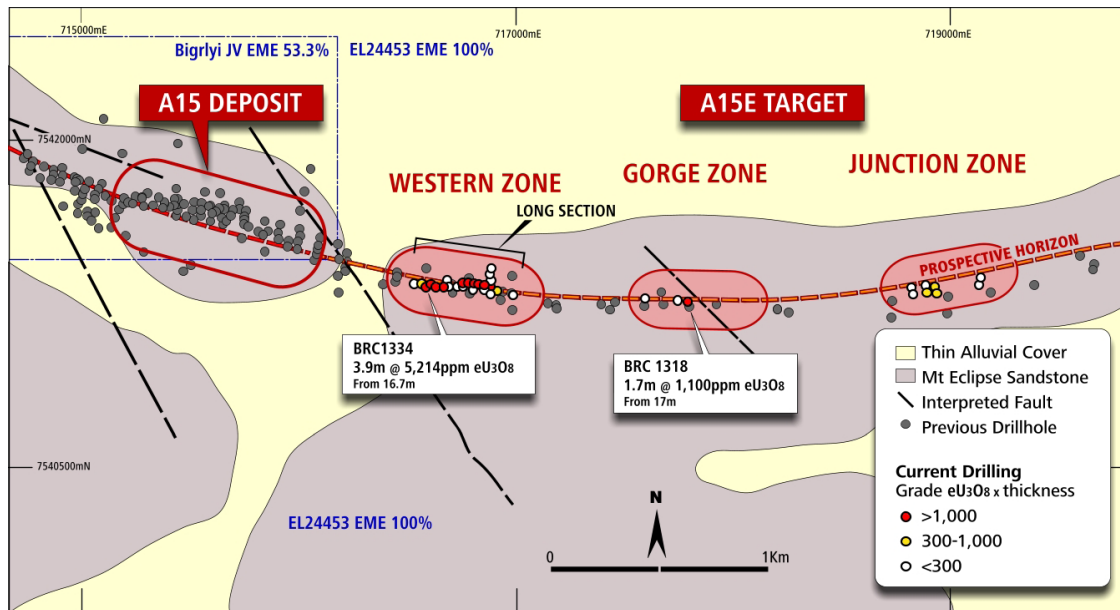 715000mE
717000mE
719000mE
Bigrlyi JV EME 53.3%
EL24453 EME 100%
A15 DEPOSIT
A15E TARGET
7542000mN
WESTERN ZONE
GORGE ZONE
JUNCTION ZONE
LONG SECTION
PROSPECTIVE HORIZON
BRC1334
3.9m @ 5,214ppm eU3O8
From 16.7m
BRC 1318
1.7m @ 1,100ppm eU3O8
From 17m
Thin Alluvial Cover
Mt Eclipse Sandstone
Interpreted Fault
Previous Drillhole
Current Drilling
Grade eU3O8 x thickness
>1,000
300-1,000
<300
7540500mN
EL24453 EME 100%
N
0
1Km